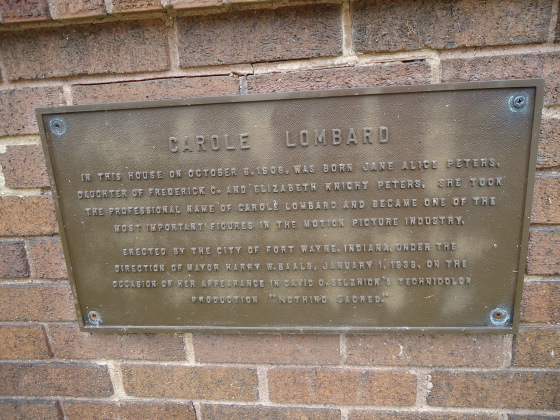 CAROLE LOMBARD
IN THIS HOUSE ON OCTOBER 6, 1908, WAS BORN JANE ALICE PETERS,
DAUGHTER OF FREDERICK C. AND ELIZABETH KNIGHT PETERS. SHE TOOK
THE PROFESSIONAL NAME OF CAROLE LOMBARD AND BECAME ONE OF THE
MOST IMPORTANT FIGURES IN THE MOTION PICTURE INDUSTRY.
ERECTED BY THE CITY OF FORT WAYNE, INDIANA, UNDER THE
DIRECTION OF MAYOR HARRY W. BAALS, JANUARY 1, 1938, ON THE
OCCASION OF HER APPEARANCE IN DAVID O. SELZNICK'S TECHNICOLOR
PRODUCTION "NOTHING SACRED."